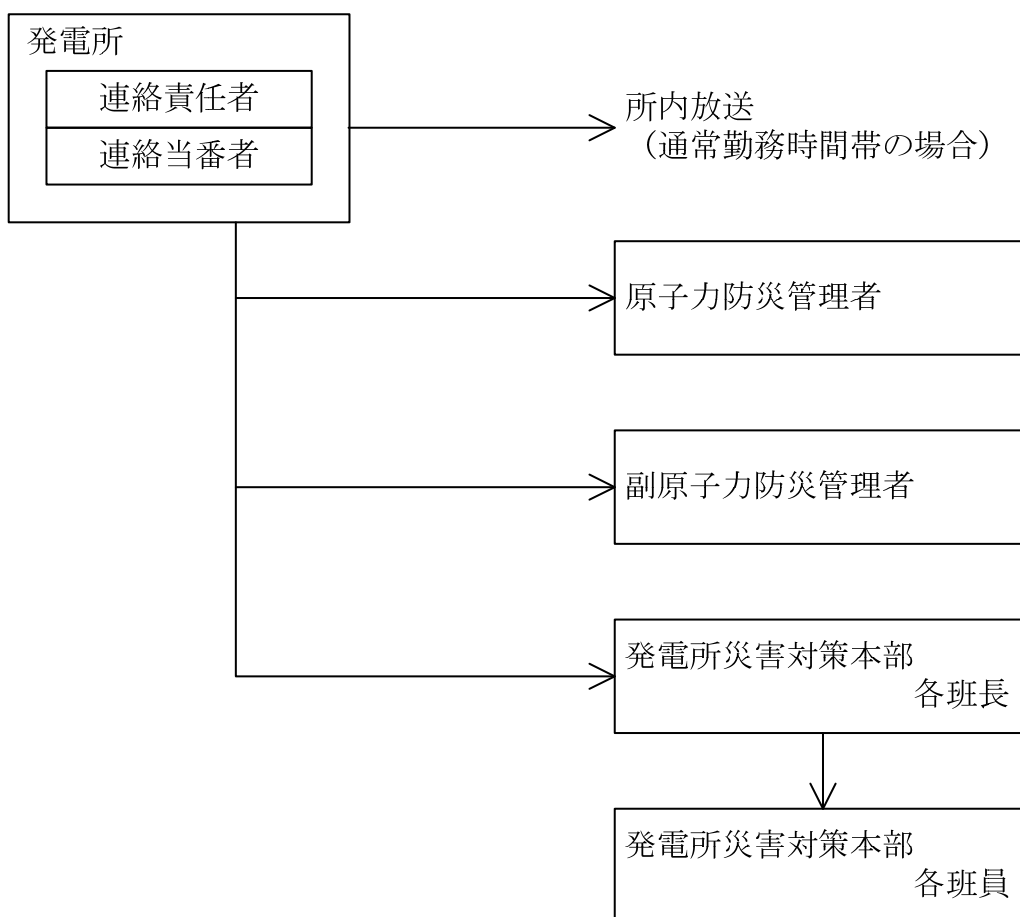 発電所
連絡責任者
連絡当番者
所内放送
（通常勤務時間帯の場合）
原子力防災管理者
副原子力防災管理者
発電所災害対策本部
各班長
発電所災害対策本部
各班員